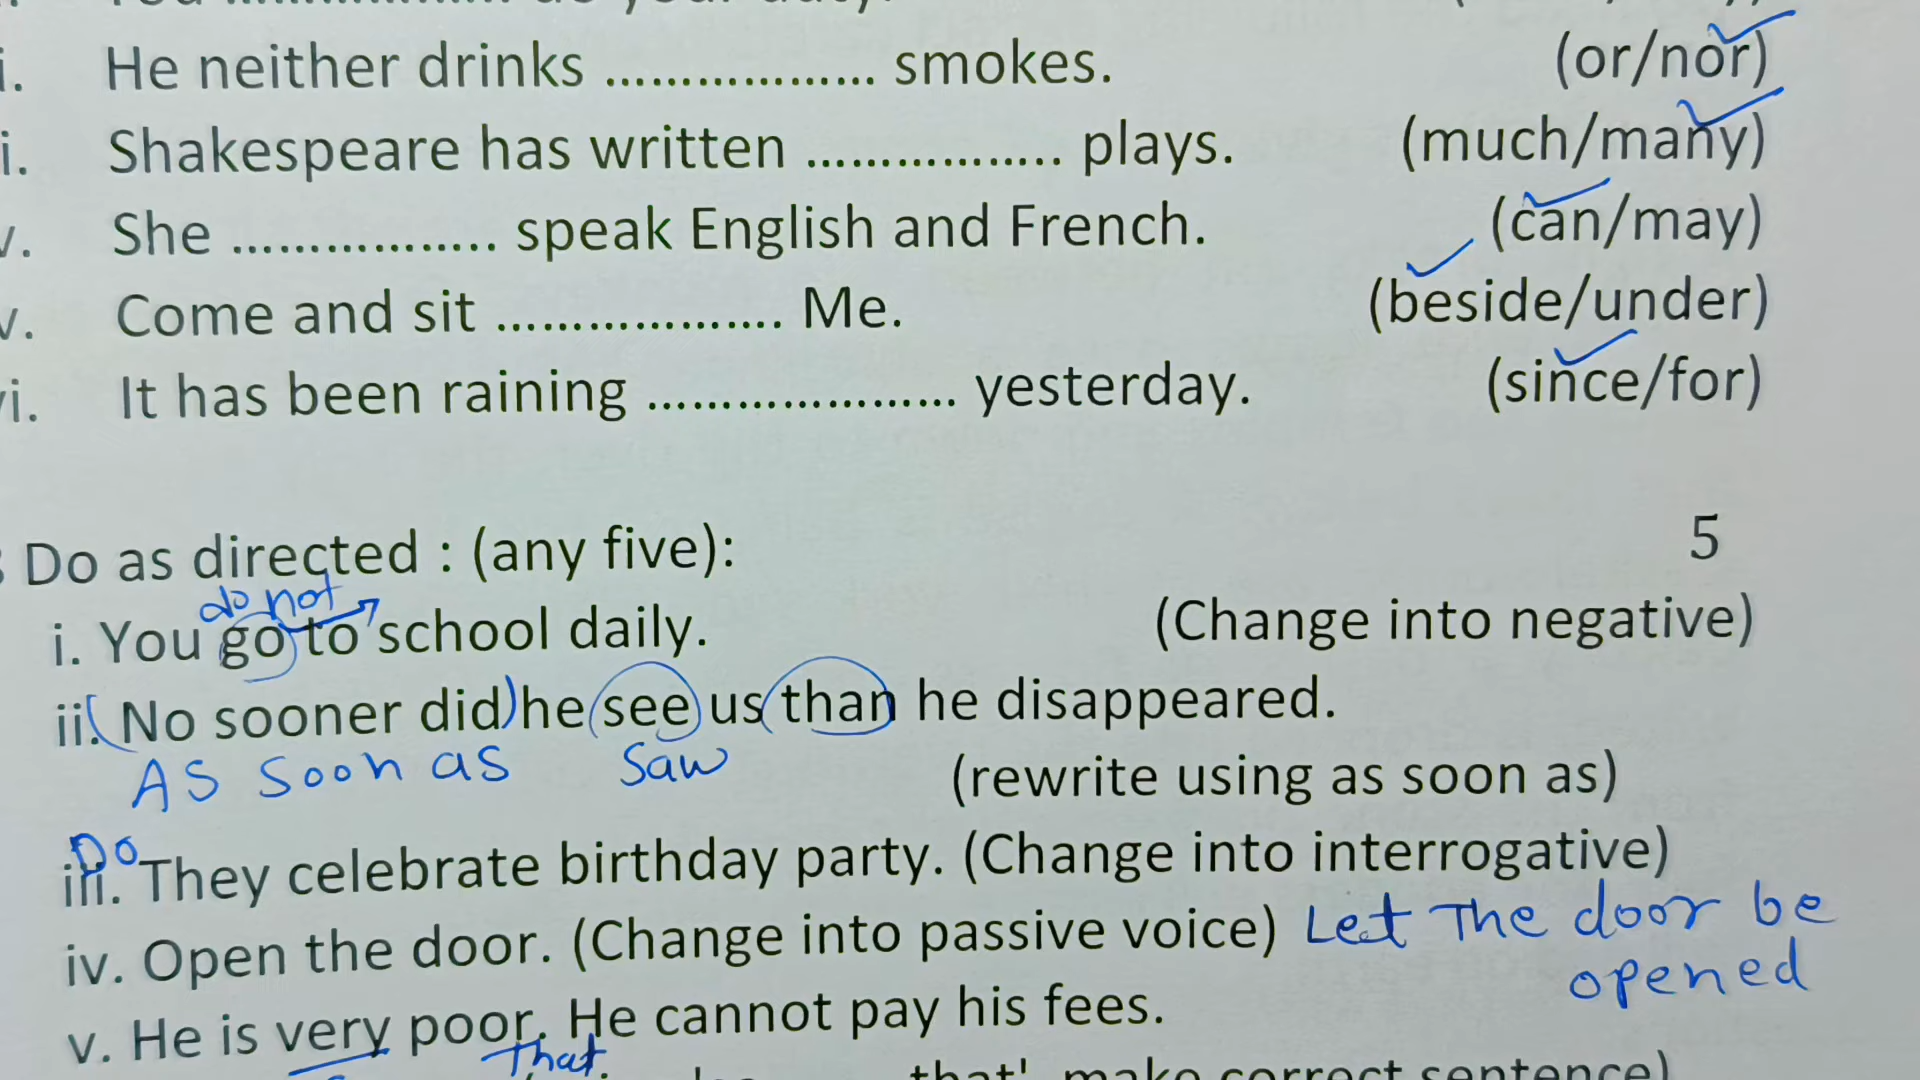 i. He neither drinks .................. smokes. (or/nor)
i. Shakespeare has written ................. plays. (much/many)
v. She ................. speak English and French. (can/may)
v. Come and sit ................... Me. (beside/under)
vi. It has been raining ..................... yesterday. (since/for)
Do as directed : (any five): 5
do not
i. You go to school daily. (Change into negative)
ii. No sooner did he see us than he disappeared.
As soon as saw (rewrite using as soon as)
Do
iii. They celebrate birthday party. (Change into interrogative)
iv. Open the door. (Change into passive voice) Let The door be
opened
v. He is very poor. He cannot pay his fees.
That
that', make correct sentence)